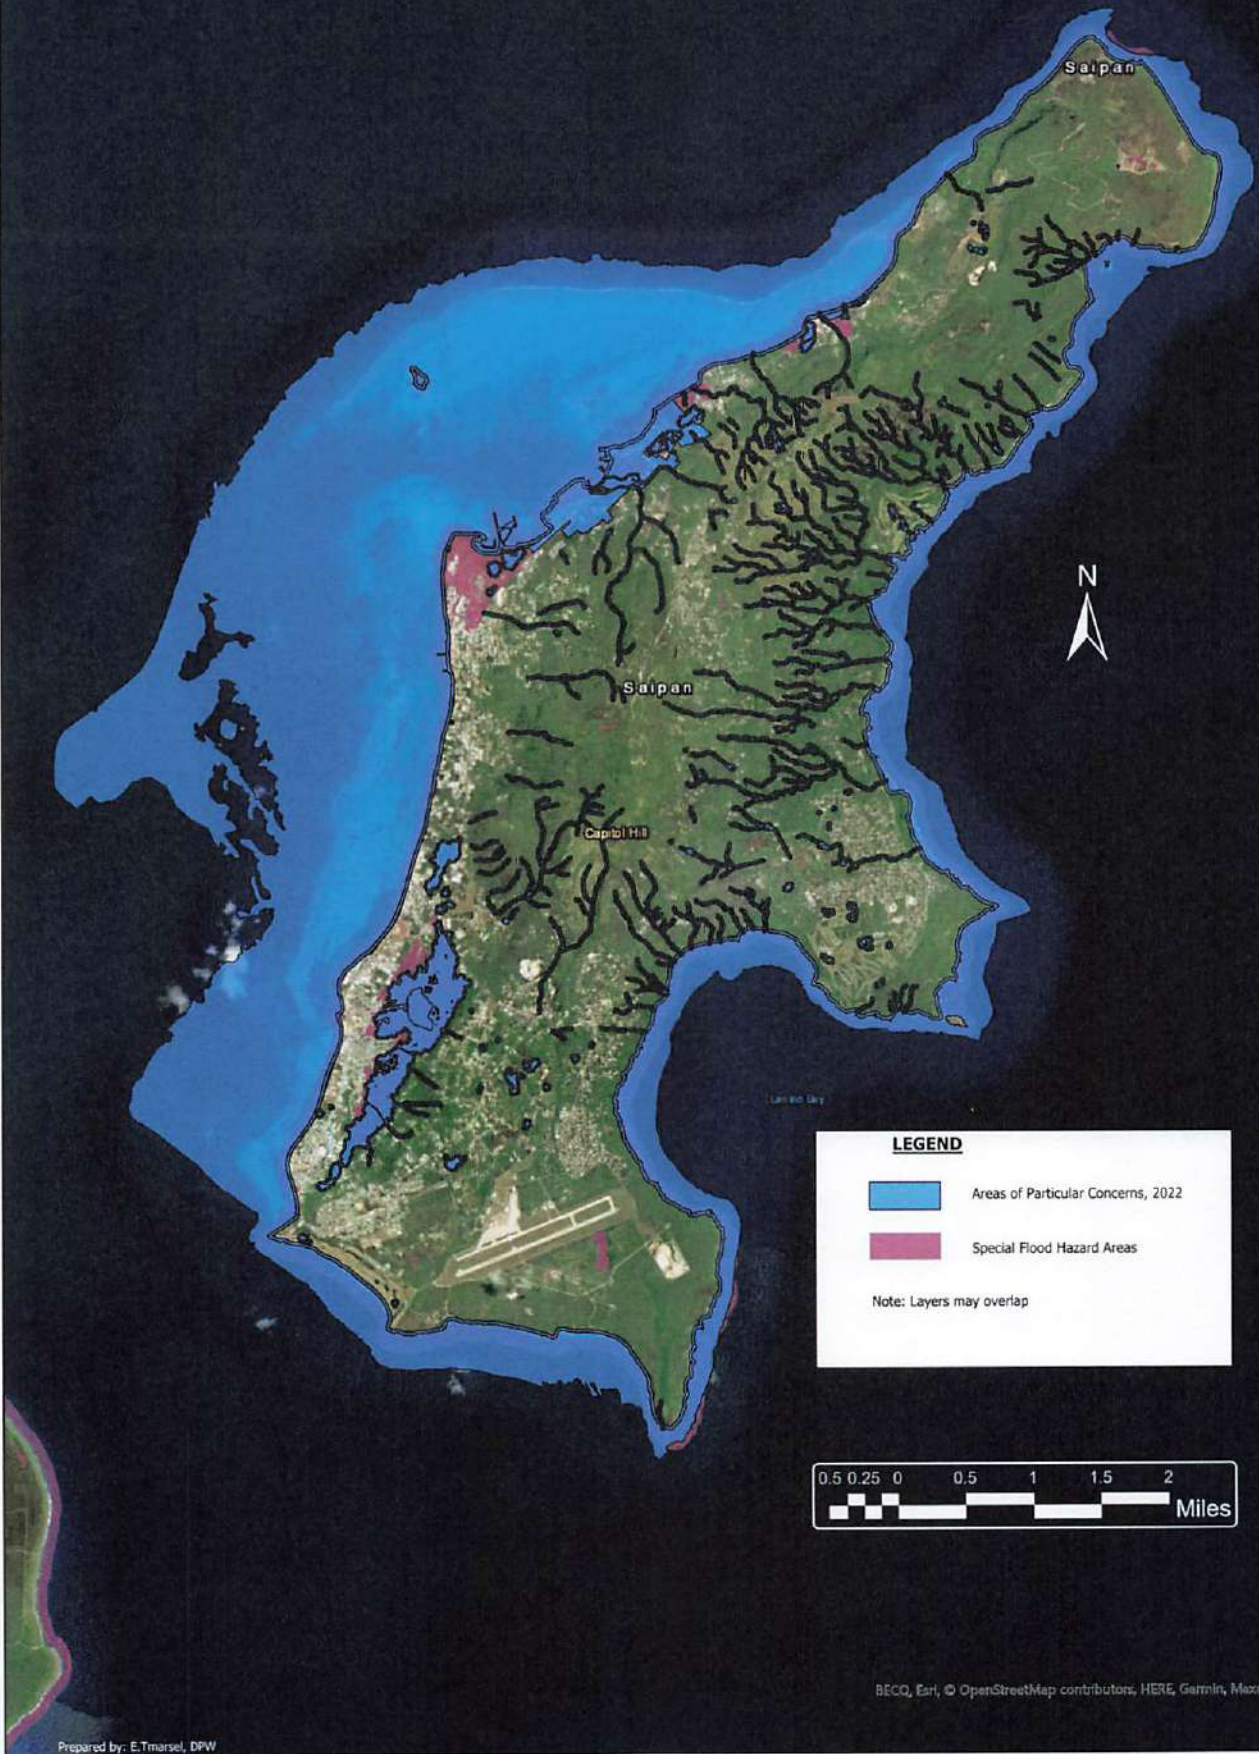 Saipan
N
Saipan
Capitol Hill
LEGEND
Areas of Particular Concerns, 2022
Special Flood Hazard Areas
Note: Layers may overlap
0.5 0.25 0 0.5 1 1.5 2
Miles
BECQ, Esri, © OpenStreetMap contributors, HERE, Garmin,
Prepared by: E.Tmarsel, DPW